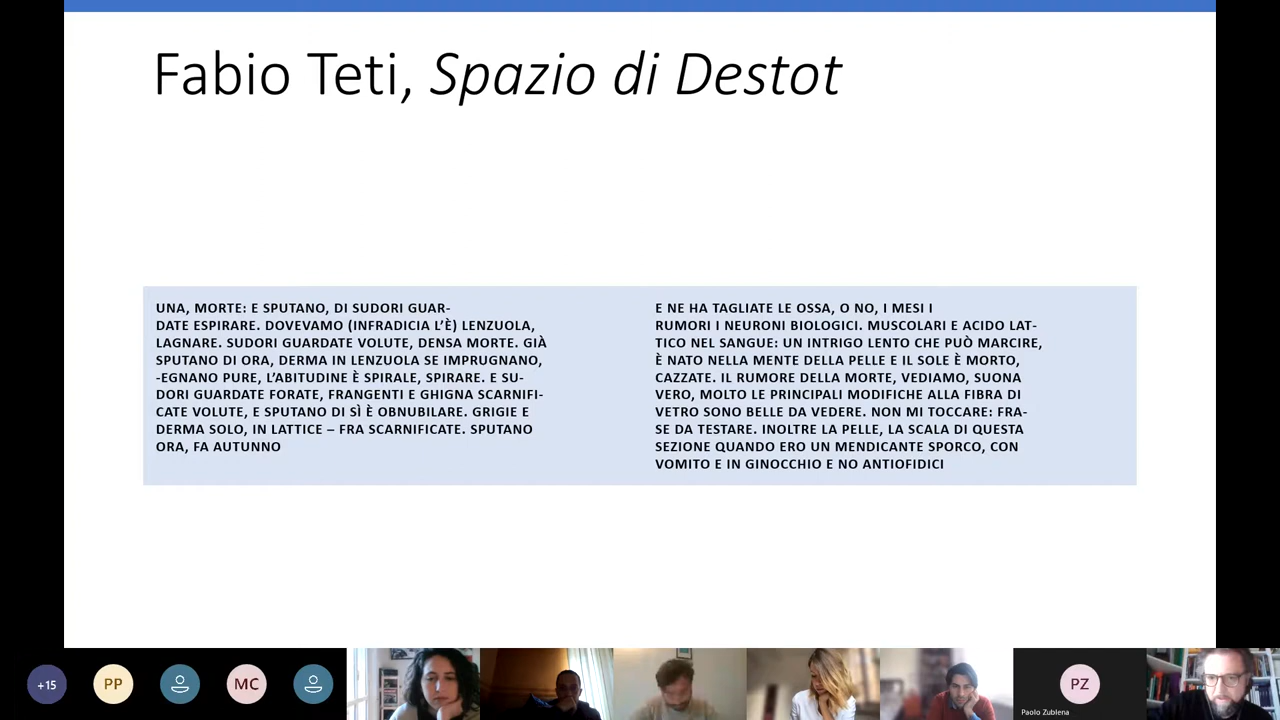 Fabio Teti, Spazio di Destot
UNA, MORTE: E SPUTANO, DI SUDORI GUAR-
DATE ESPIRARE. DOVEVAMO (INFRADICIA L'È) LENZUOLA,
LAGNARE. SUDORI GUARDATE VOLUTE, DENSA MORTE. GIÀ
SPUTANO DI ORA, DERMA IN LENZUOLA SE IMPRUGNANO,
-EGNANO PURE, L'ABITUDINE È SPIRALE, SPIRARE. E SU-
DORI GUARDATE FORATE, FRANGENTI E GHIGNA SCARNIFI-
CATE VOLUTE, E SPUTANO DI SÌ È OBNUBILARE. GRIGIE E
DERMA SOLO, IN LATTICE – FRA SCARNIFICATE. SPUTANO
ORA, FA AUTUNNO
E NE HA TAGLIATE LE OSSA, O NO, I MESI I
RUMORI I NEURONI BIOLOGICI. MUSCOLARI E ACIDO LAT-
TICO NEL SANGUE: UN INTRIGO LENTO CHE PUÒ MARCIRE,
È NATO NELLA MENTE DELLA PELLE E IL SOLE È MORTO,
CAZZATE. IL RUMORE DELLA MORTE, VEDIAMO, SUONA
VERO, MOLTO LE PRINCIPALI MODIFICHE ALLA FIBRA DI
VETRO SONO BELLE DA VEDERE. NON MI TOCCARE: FRA-
SE DA TESTARE. INOLTRE LA PELLE, LA SCALA DI QUESTA
SEZIONE QUANDO ERO UN MENDICANTE SPORCO, CON
VOMITO E IN GINOCCHIO E NO ANTIOFIDICI
+15
PP
MC
PZ
Paolo Zublena